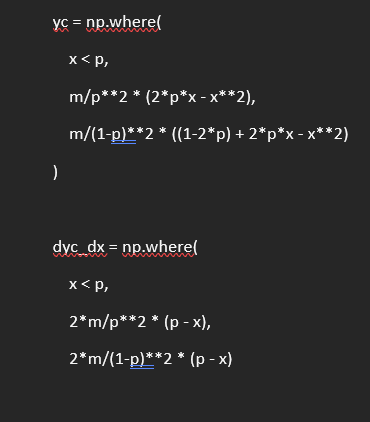 yc = np.where(
x < p,
m/p**2 * (2*p*x - x**2),
m/(1-p)**2 * ((1-2*p) + 2*p*x - x**2)
)
dyc_dx = np.where(
x < p,
2*m/p**2 * (p - x),
2*m/(1-p)**2 * (p - x)